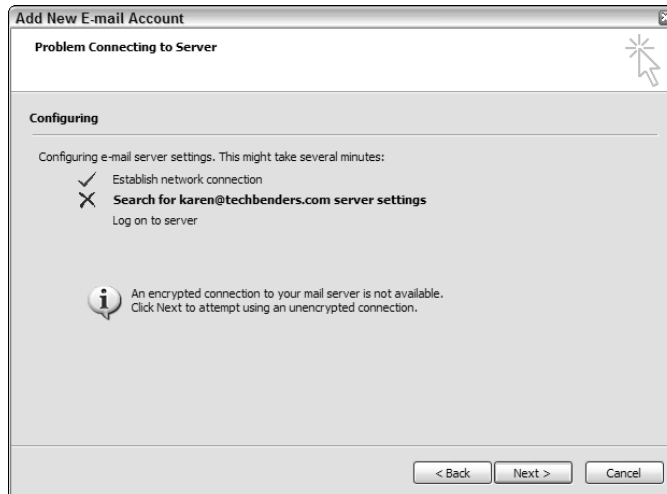 Add New E-mail Account
Problem Connecting to Server
Configuring
Configuring e-mail server settings. This might take several minutes:
Establish network connection
Search for karen@techbenders.com server settings
Log on to server
An encrypted connection to your mail server is not available.
Click Next to attempt using an unencrypted connection.
< Back Next > Cancel